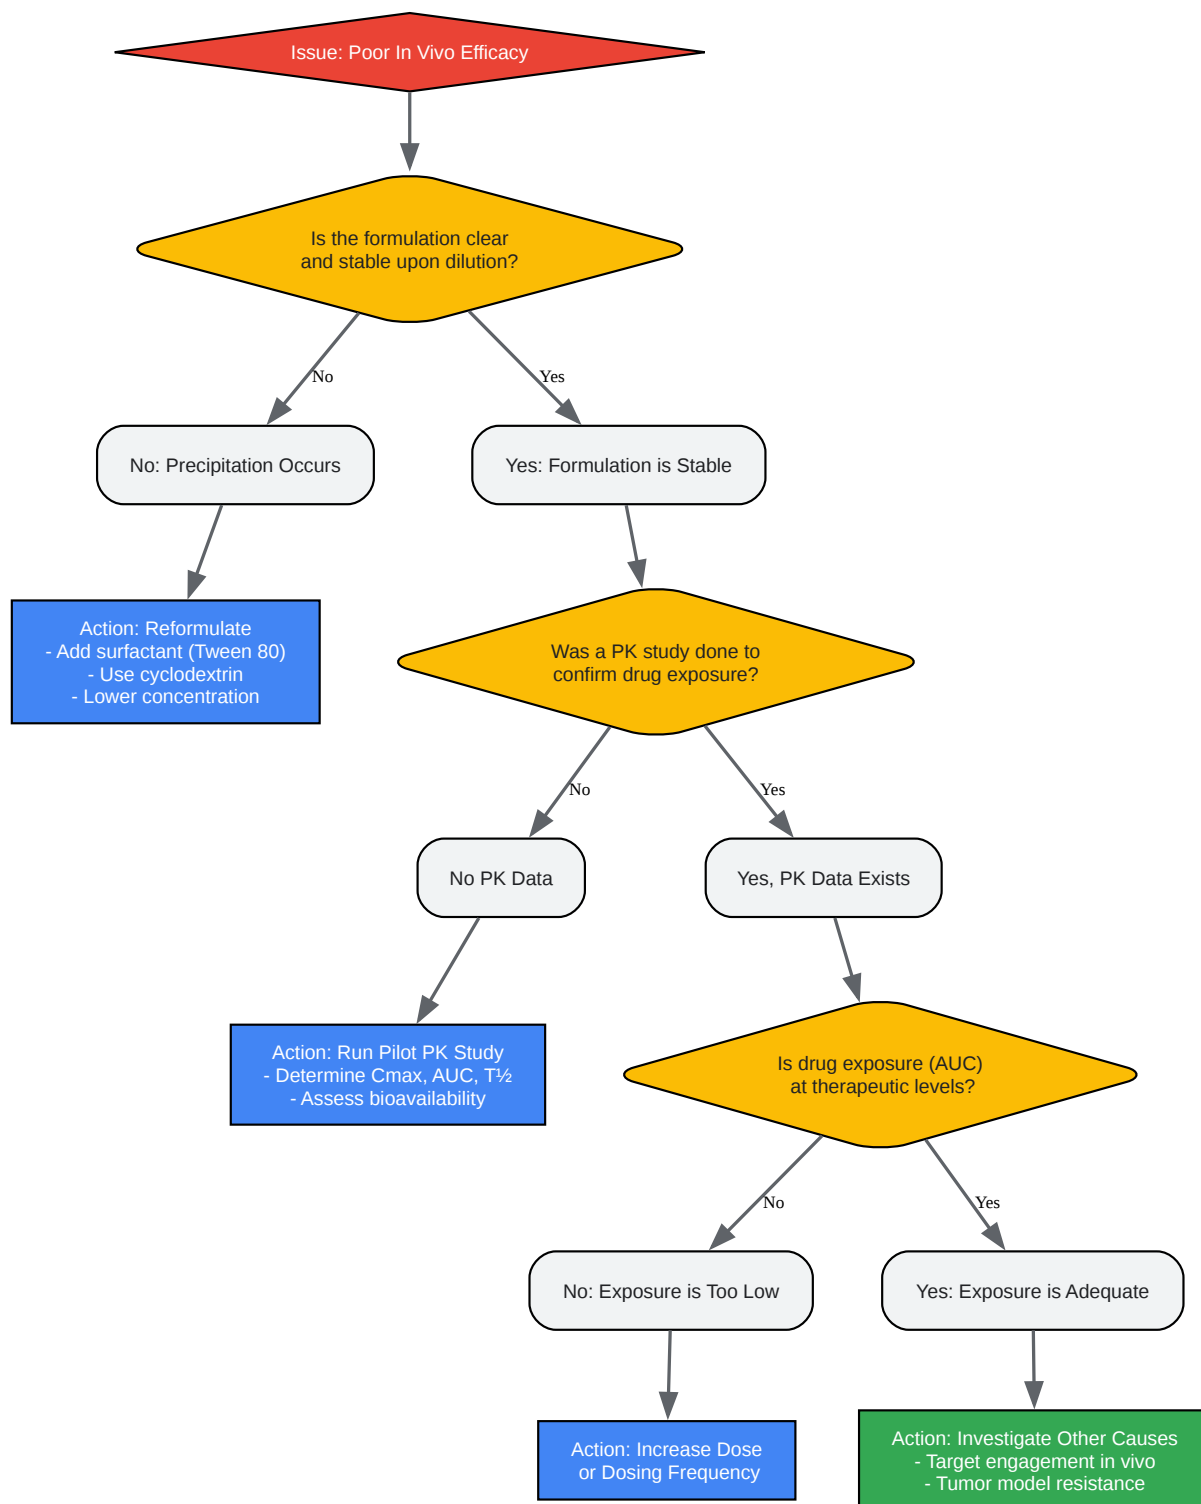 Issue: Poor In Vivo Efficacy
Is the formulation clear
and stable upon dilution?
No
Yes
No: Precipitation Occurs
Yes: Formulation is Stable
Action: Reformulate
- Add surfactant (Tween 80)
- Use cyclodextrin
- Lower concentration
Was a PK study done to
confirm drug exposure?
No
Yes
No PK Data
Yes, PK Data Exists
Action: Run Pilot PK Study
- Determine Cmax, AUC, T½
- Assess bioavailability
Is drug exposure (AUC)
at therapeutic levels?
No
Yes
No: Exposure is Too Low
Yes: Exposure is Adequate
Action: Increase Dose
or Dosing Frequency
Action: Investigate Other Causes
- Target engagement in vivo
- Tumor model resistance